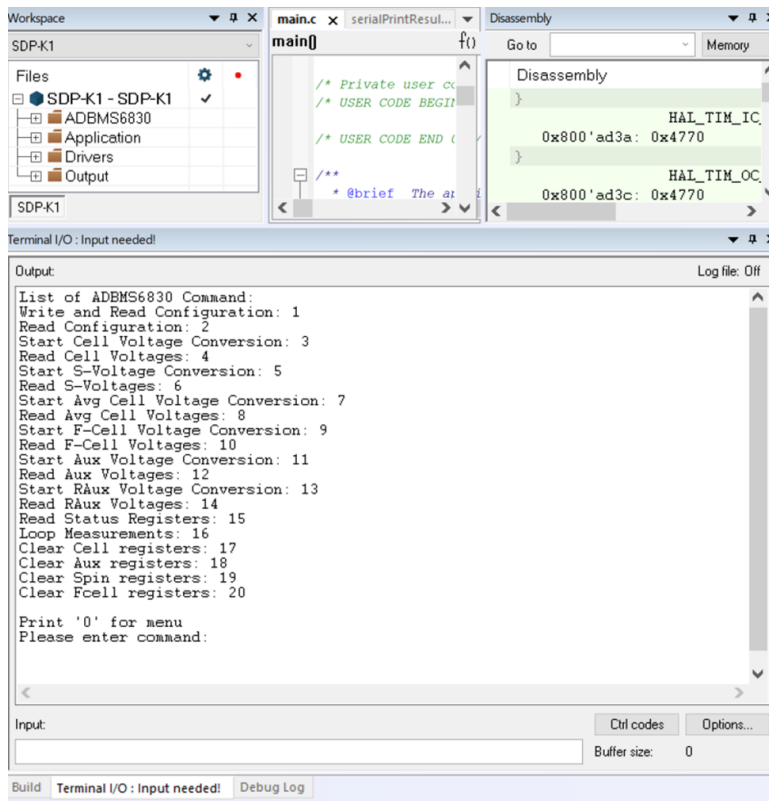 Workspace
SDP-K1
Files
SDP-K1 - SDP-K1
ADBMS6830
Application
Drivers
Output
SDP-K1
main.c
serialPrintResul...
main()
f()
/* Private user co
/* USER CODE BEGIN
/* USER CODE END 0
/**
* @brief The ap
Disassembly
Go to
Memory
Disassembly
}
HAL_TIM_IC_
0x800'ad3a: 0x4770
}
HAL_TIM_OC_
0x800'ad3c: 0x4770
Terminal I/O : Input needed!
Output:
Log file: Off
List of ADBMS6830 Command:
Write and Read Configuration: 1
Read Configuration: 2
Start Cell Voltage Conversion: 3
Read Cell Voltages: 4
Start S-Voltage Conversion: 5
Read S-Voltages: 6
Start Avg Cell Voltage Conversion: 7
Read Avg Cell Voltages: 8
Start F-Cell Voltage Conversion: 9
Read F-Cell Voltages: 10
Start Aux Voltage Conversion: 11
Read Aux Voltages: 12
Start RAux Voltage Conversion: 13
Read RAux Voltages: 14
Read Status Registers: 15
Loop Measurements: 16
Clear Cell registers: 17
Clear Aux registers: 18
Clear Spin registers: 19
Clear Fcell registers: 20
Print '0' for menu
Please enter command:
Input:
Ctrl codes
Options...
Buffer size: 0
Build
Terminal I/O : Input needed!
Debug Log